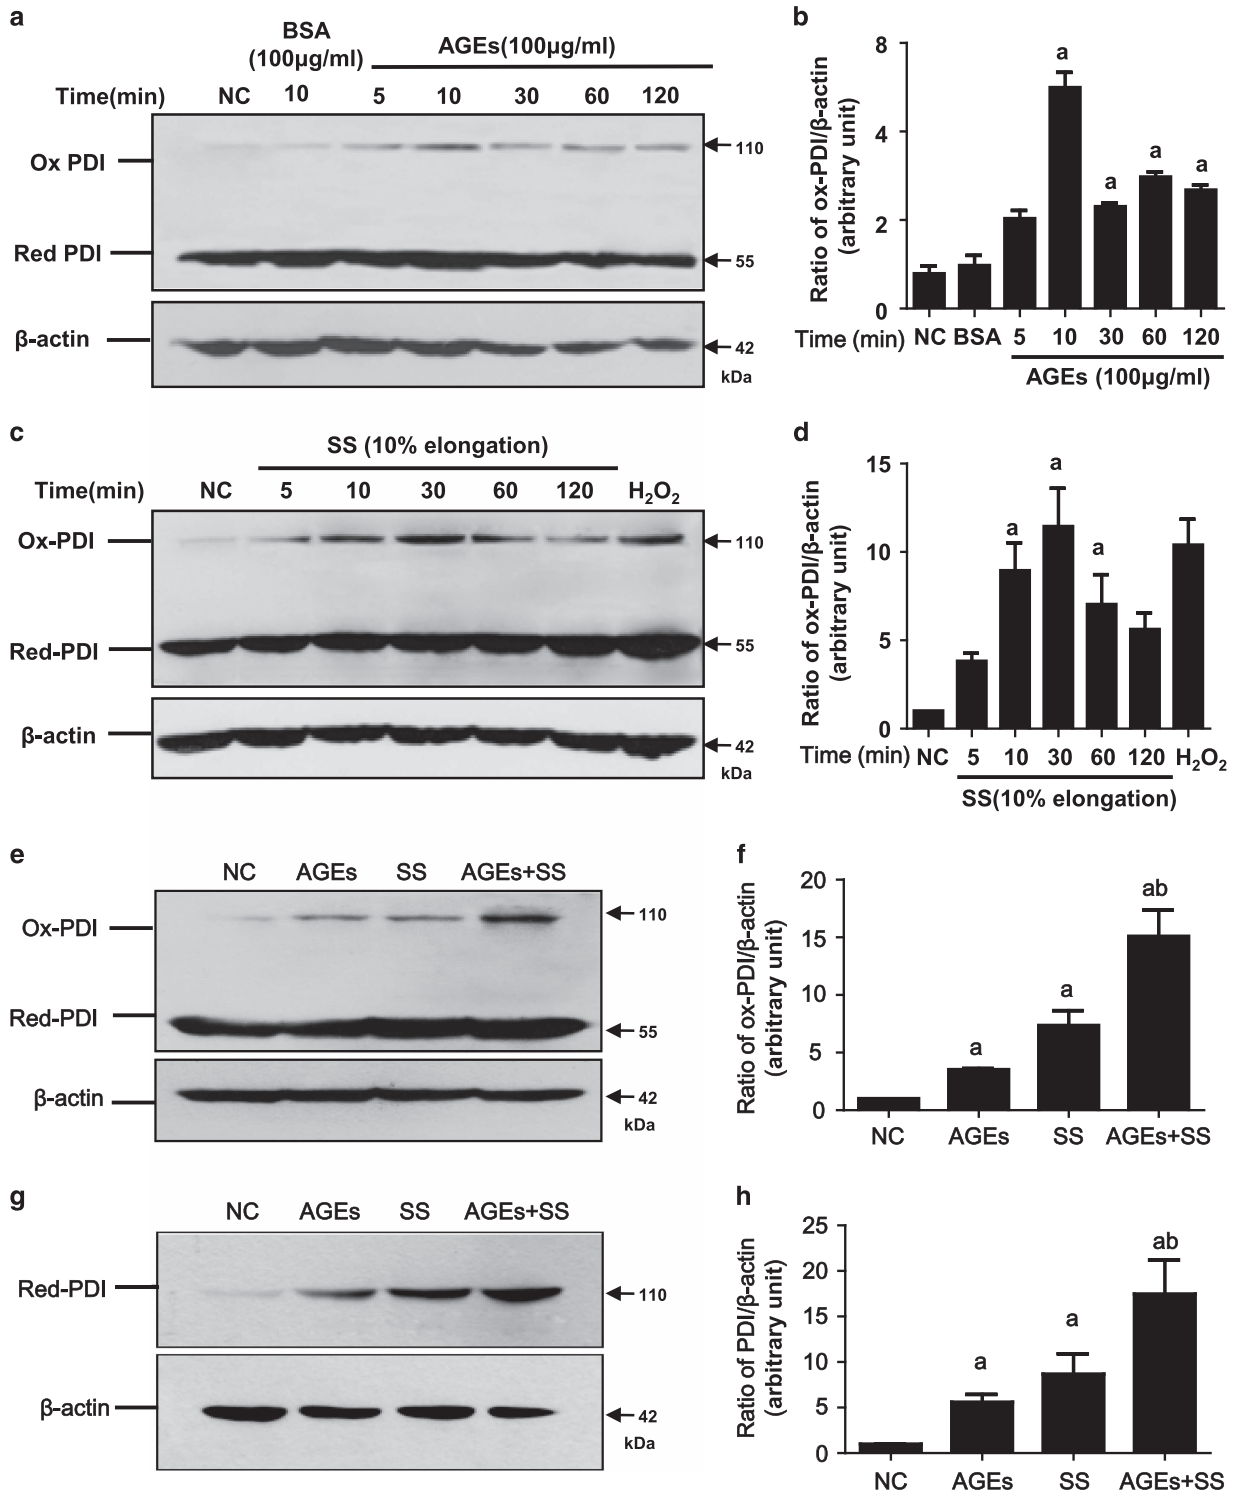 a
BSA
(100μg/ml)
AGEs(100μg/ml)
Time(min) NC 10 5 10 30 60 120
Ox PDI
110
Red PDI
55
β-actin
42
kDa
b
Ratio of ox-PDI/β-actin
(arbitrary unit)
8
4
2
0
a
a
a
a
Time (min) NC BSA 5 10 30 60 120
AGEs (100μg/ml)
c
SS (10% elongation)
Time(min) NC 5 10 30 60 120 H₂O₂
Ox-PDI
110
Red-PDI
55
β-actin
42
kDa
d
Ratio of ox-PDI/β-actin
(arbitrary unit)
15
10
5
0
a
a
a
Time (min) NC 5 10 30 60 120 H₂O₂
SS(10% elongation)
e
NC AGEs SS AGEs+SS
Ox-PDI
110
Red-PDI
55
β-actin
42
kDa
f
Ratio of ox-PDI/β-actin
(arbitrary unit)
20
15
10
5
0
a
a
ab
NC AGEs SS AGEs+SS
g
NC AGEs SS AGEs+SS
Red-PDI
110
β-actin
42
kDa
h
Ratio of PDI/β-actin
(arbitrary unit)
25
20
15
10
5
0
a
a
ab
NC AGEs SS AGEs+SS